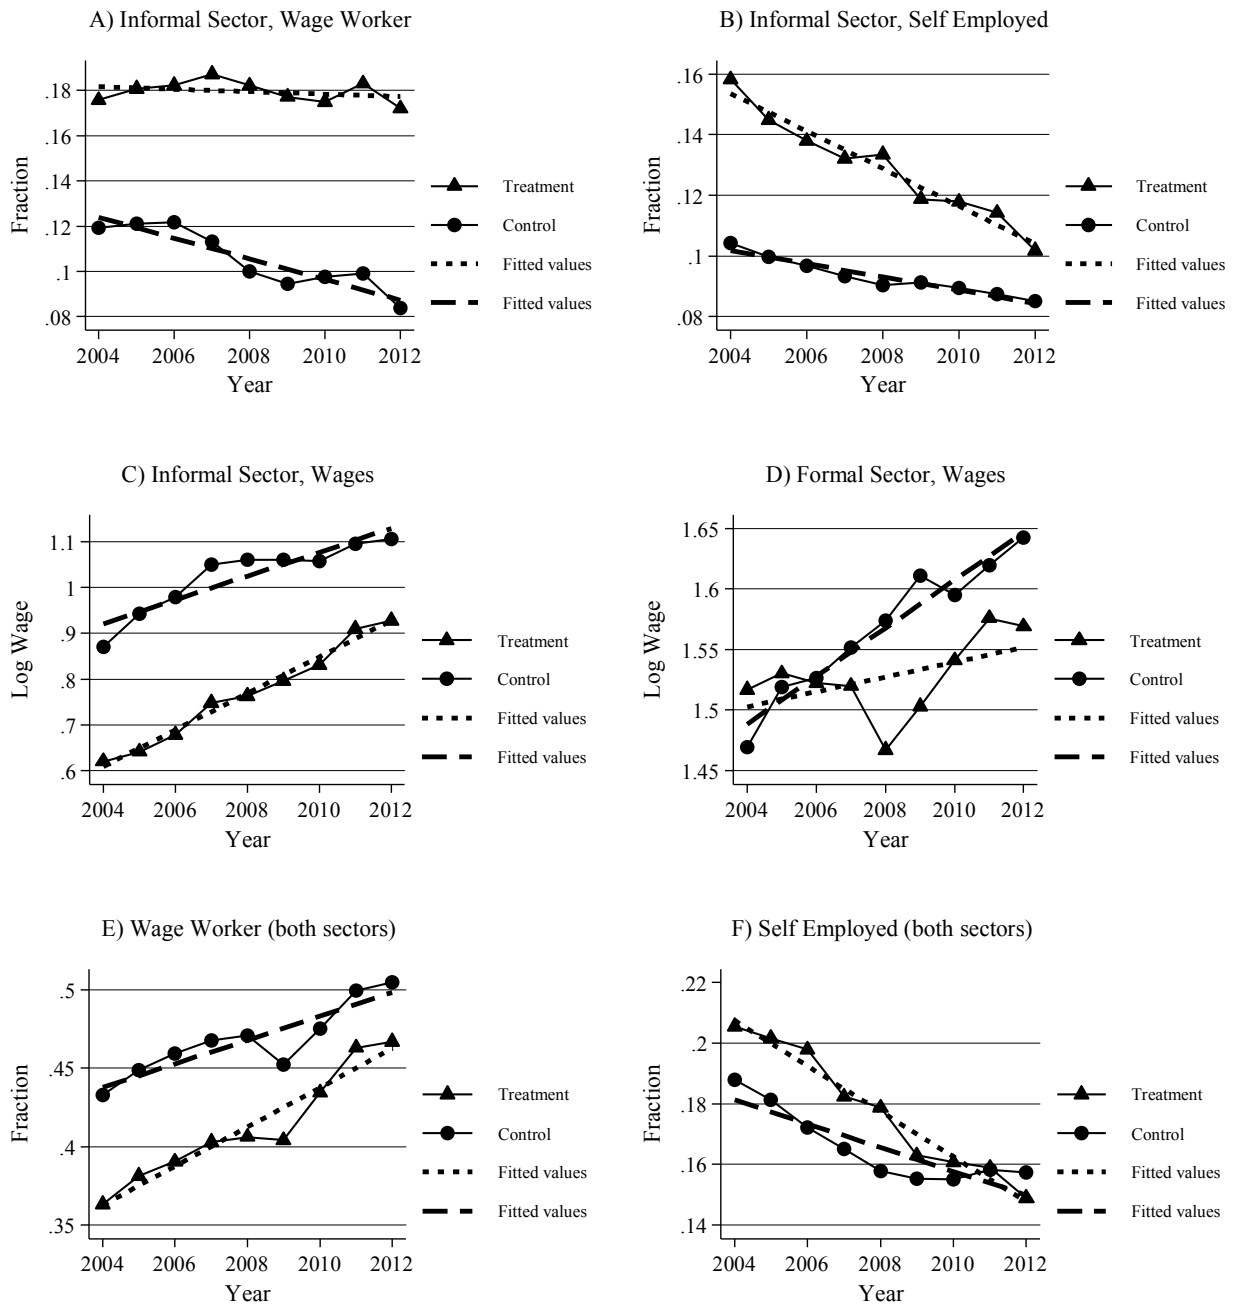 A) Informal Sector, Wage Worker
.18
.16
.14
.12
.1
.08
Fraction
2004 2006 2008 2010 2012
Year
Treatment
Control
Fitted values
Fitted values
B) Informal Sector, Self Employed
.16
.14
.12
.1
.08
Fraction
2004 2006 2008 2010 2012
Year
Treatment
Control
Fitted values
Fitted values
C) Informal Sector, Wages
1.1
1
.9
.8
.7
.6
Log Wage
2004 2006 2008 2010 2012
Year
Treatment
Control
Fitted values
Fitted values
D) Formal Sector, Wages
1.65
1.6
1.55
1.5
1.45
Log Wage
2004 2006 2008 2010 2012
Year
Treatment
Control
Fitted values
Fitted values
E) Wage Worker (both sectors)
.5
.45
.4
.35
Fraction
2004 2006 2008 2010 2012
Year
Treatment
Control
Fitted values
Fitted values
F) Self Employed (both sectors)
.22
.2
.18
.16
.14
Fraction
2004 2006 2008 2010 2012
Year
Treatment
Control
Fitted values
Fitted values